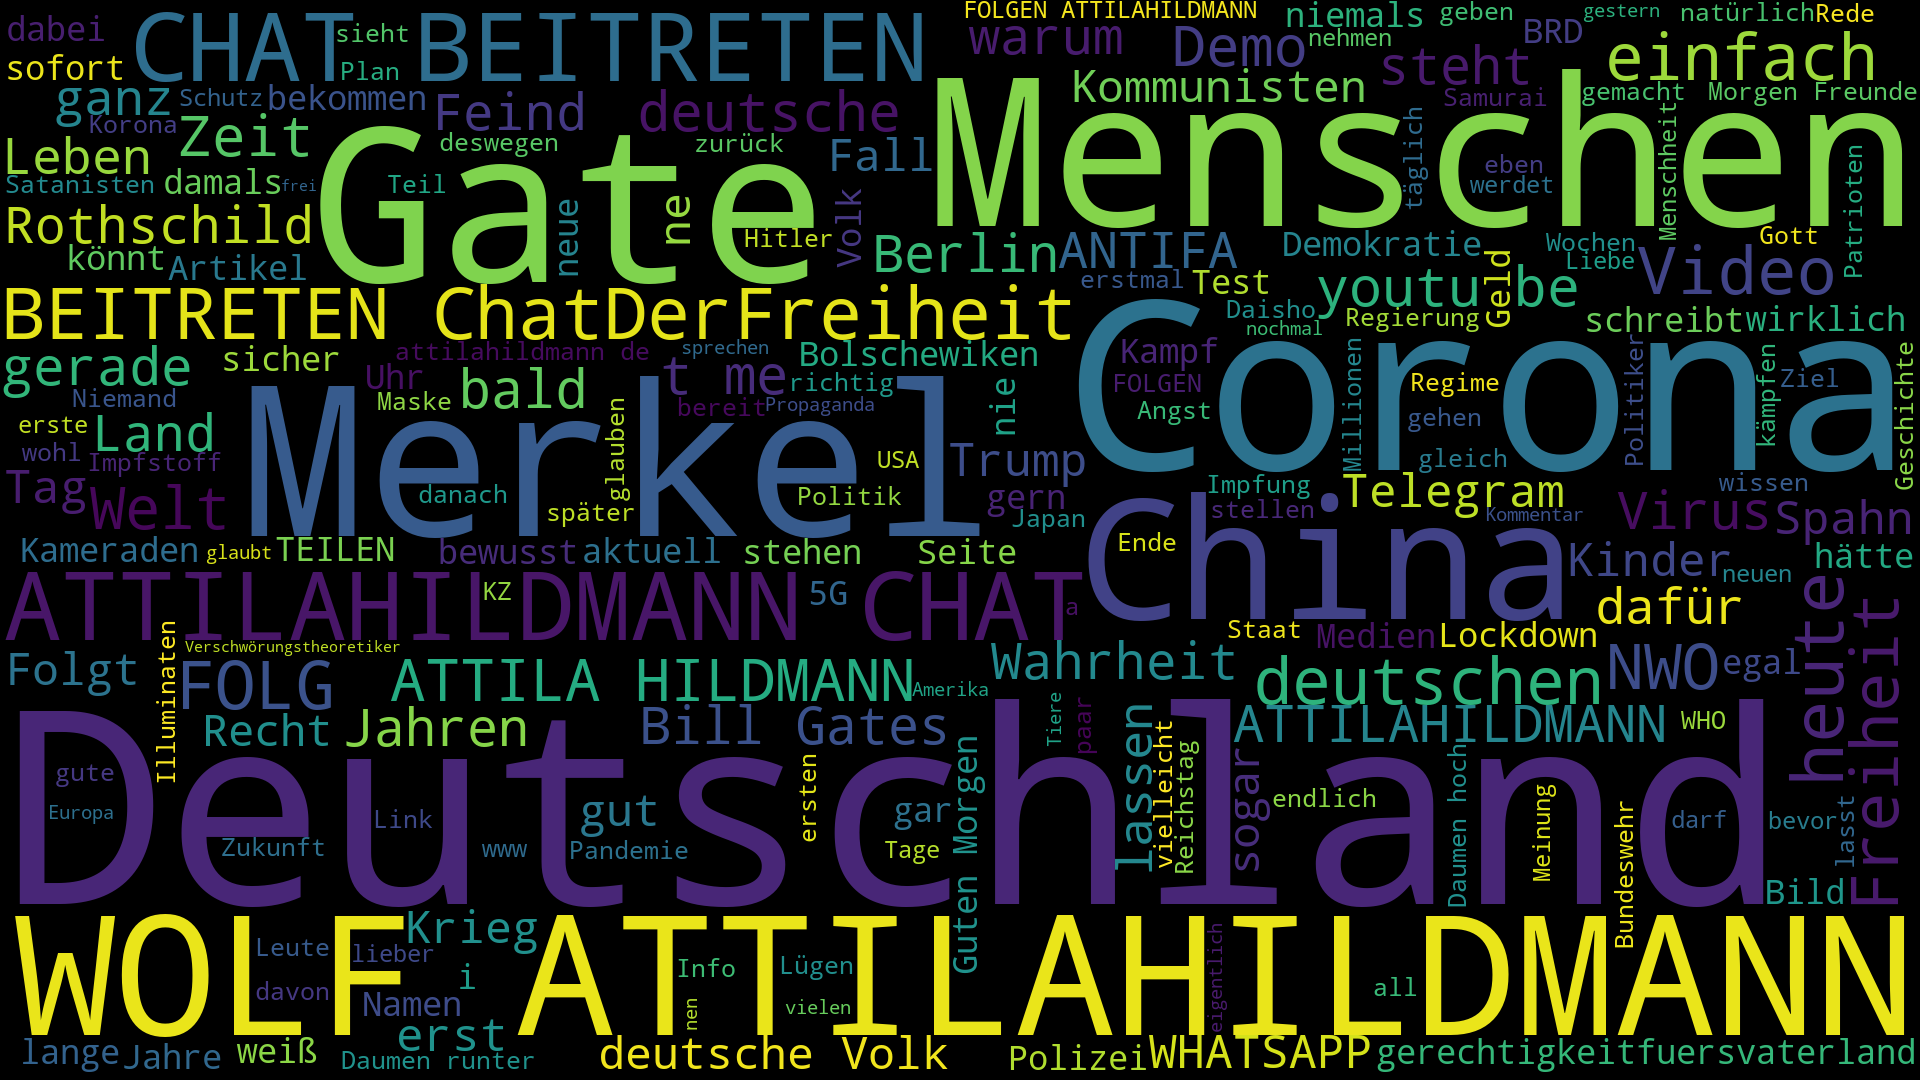 FOLGEN ATTILAHILDMANN
niemals
geben
gestern
natürlich
Rede
dabei
CHAT BEITRETEN
sieht
warum
Demo
nehmen
BRD
einfach
sofort
Plan
steht
ganz
Schutz
bekommen
Feind
deutsche
Kommunisten
Samurai
gemacht
Morgen Freunde
Korona
Zeit
deswegen
zurück
Menschen
täglich
Menschheit
Leben
Fall
eben
Patrioten
Satanisten
damals
frei
Teil
werdet
Gate
Rothschild
neue
ne
Hitler
Volk
Berlin
ANTIFA
Demokratie
Wochen
Gott
könnt
Artikel
Liebe
Video
erstmal
Test
youtu be
Geld
BEITRETEN ChatDerFreiheit
Daisho
nochmal
Regierung
schreibt
wirklich
gerade
sicher
attilahildmann de
sprechen
Bolschewiken
Kampf
Corona
Millionen
Politiker
kämpfen
Geschichte
Uhr
bald
t me
richtig
nie
FOLGEN
Regime
Ziel
Niemand
Maske
bereit
Propaganda
Angst
gehen
erste
Land
Merkel
glauben
wohl
Impfstoff
USA
Trump
gleich
Tag
Welt
danach
später
Politik
gern
Japan
Impfung
stellen
Telegram
Kommentar
wissen
Virus
Spahn
China
Ende
Kameraden
glaubt
TEILEN
bewusst
aktuell
stehen
Seite
Kinder
neuen
hätte
ATTILAHILDMANN CHAT
KZ
5G
a
dafür
heute
Freiheit
Staat
Medien
Lockdown
Verschwörungstheoretiker
Illuminaten
Folgt
FOLG
ATTILA HILDMANN
Amerika
Wahrheit
deutschen
NWO
egal
Recht
Jahren
Bill Gates
Tiere
paar
lassen
vielleicht
ATTILAHILDMANN
WHO
Deutschland
gute
Europa
Link
gut
ersten
gar
Guten Morgen
Reichstag
sogar
endlich
Daumen hoch
Meinung
Bundeswehr
darf
bevor
lasst
Zukunft
www
Pandemie
Tage
Bild
WOLF ATTILAHILDMANN
Krieg
Leute
lieber
i
Info
Lügen
eigentlich
all
davon
Namen
nen
vielen
erst
lange
Jahre
weiß
Daumen runter
deutsche Volk
Polizei
WHATSAPP
gerechtigkeitfuersvaterland